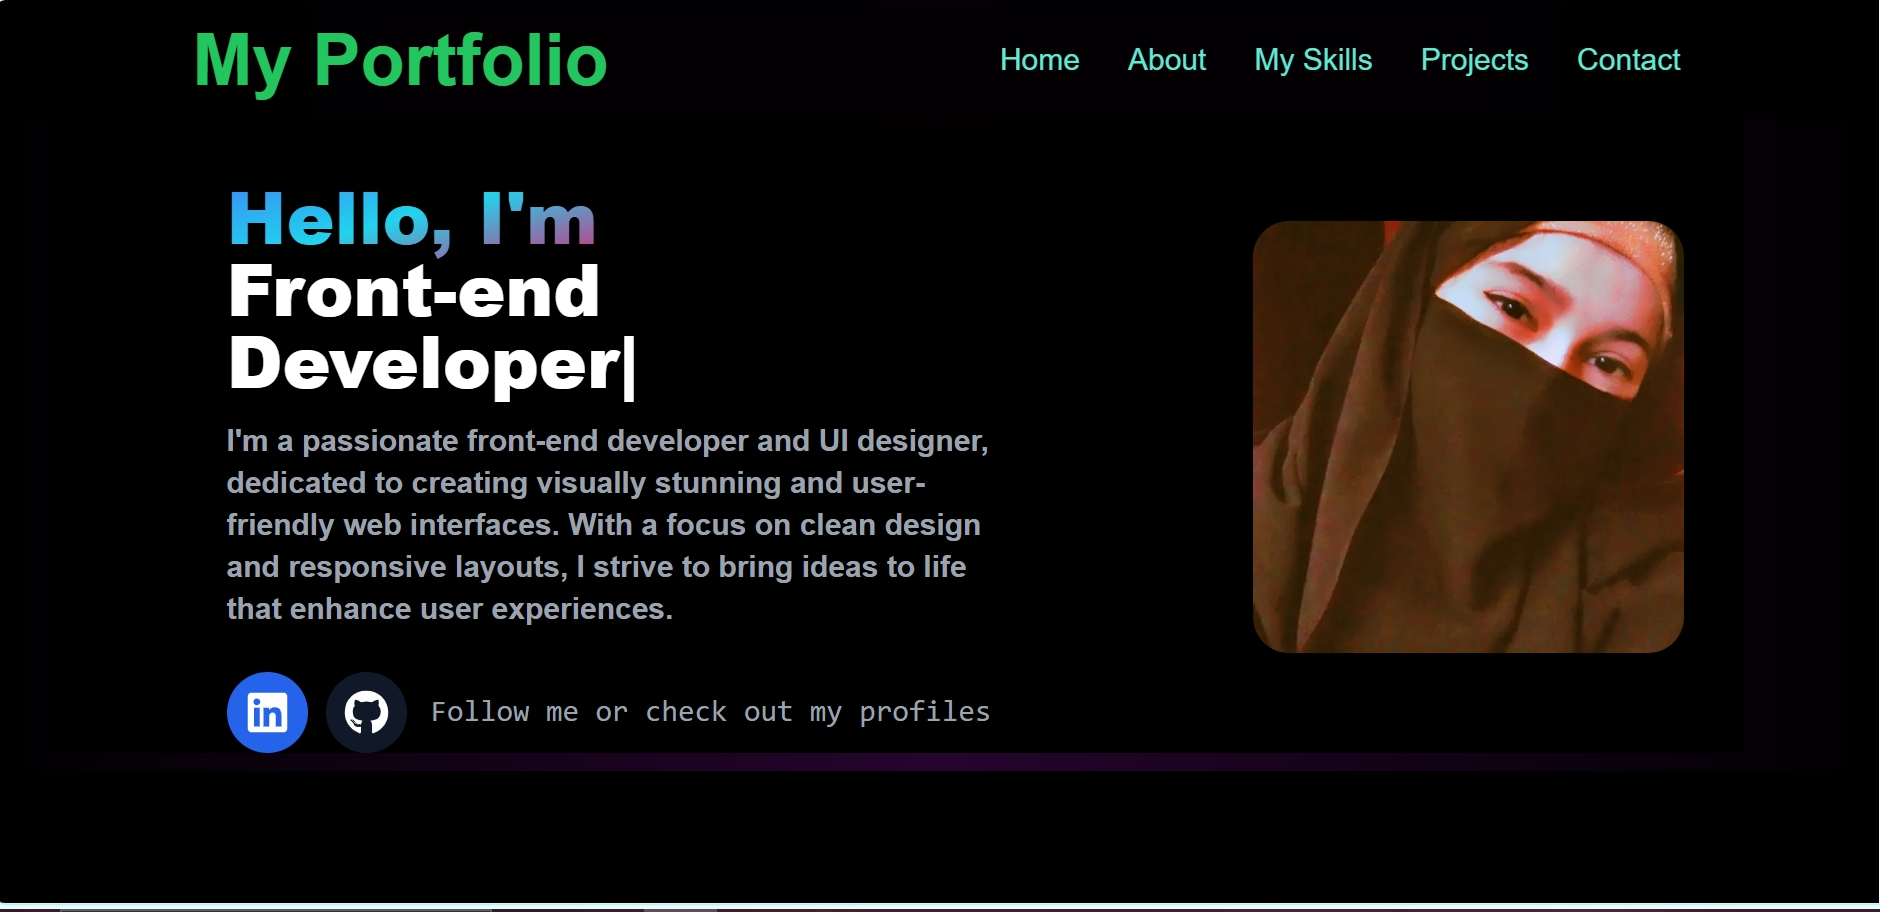 My Portfolio
Home About My Skills Projects Contact
Hello, I'm
Front-end
Developer|
I'm a passionate front-end developer and UI designer,
dedicated to creating visually stunning and user-
friendly web interfaces. With a focus on clean design
and responsive layouts, I strive to bring ideas to life
that enhance user experiences.
in
Follow me or check out my profiles